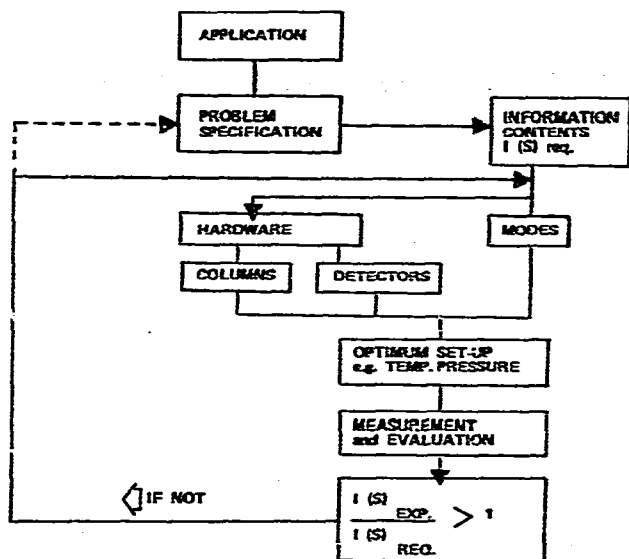 APPLICATION
PROBLEM
SPECIFICATION
INFORMATION
CONTENTS
I (S) req.
HARDWARE
MODES
COLUMNS
DETECTORS
OPTIMUM SET-UP
e.g. TEMP. PRESSURE
MEASUREMENT
and EVALUATION
IF NOT
I (S)
EXP.
> 1
I (S)
REQ.